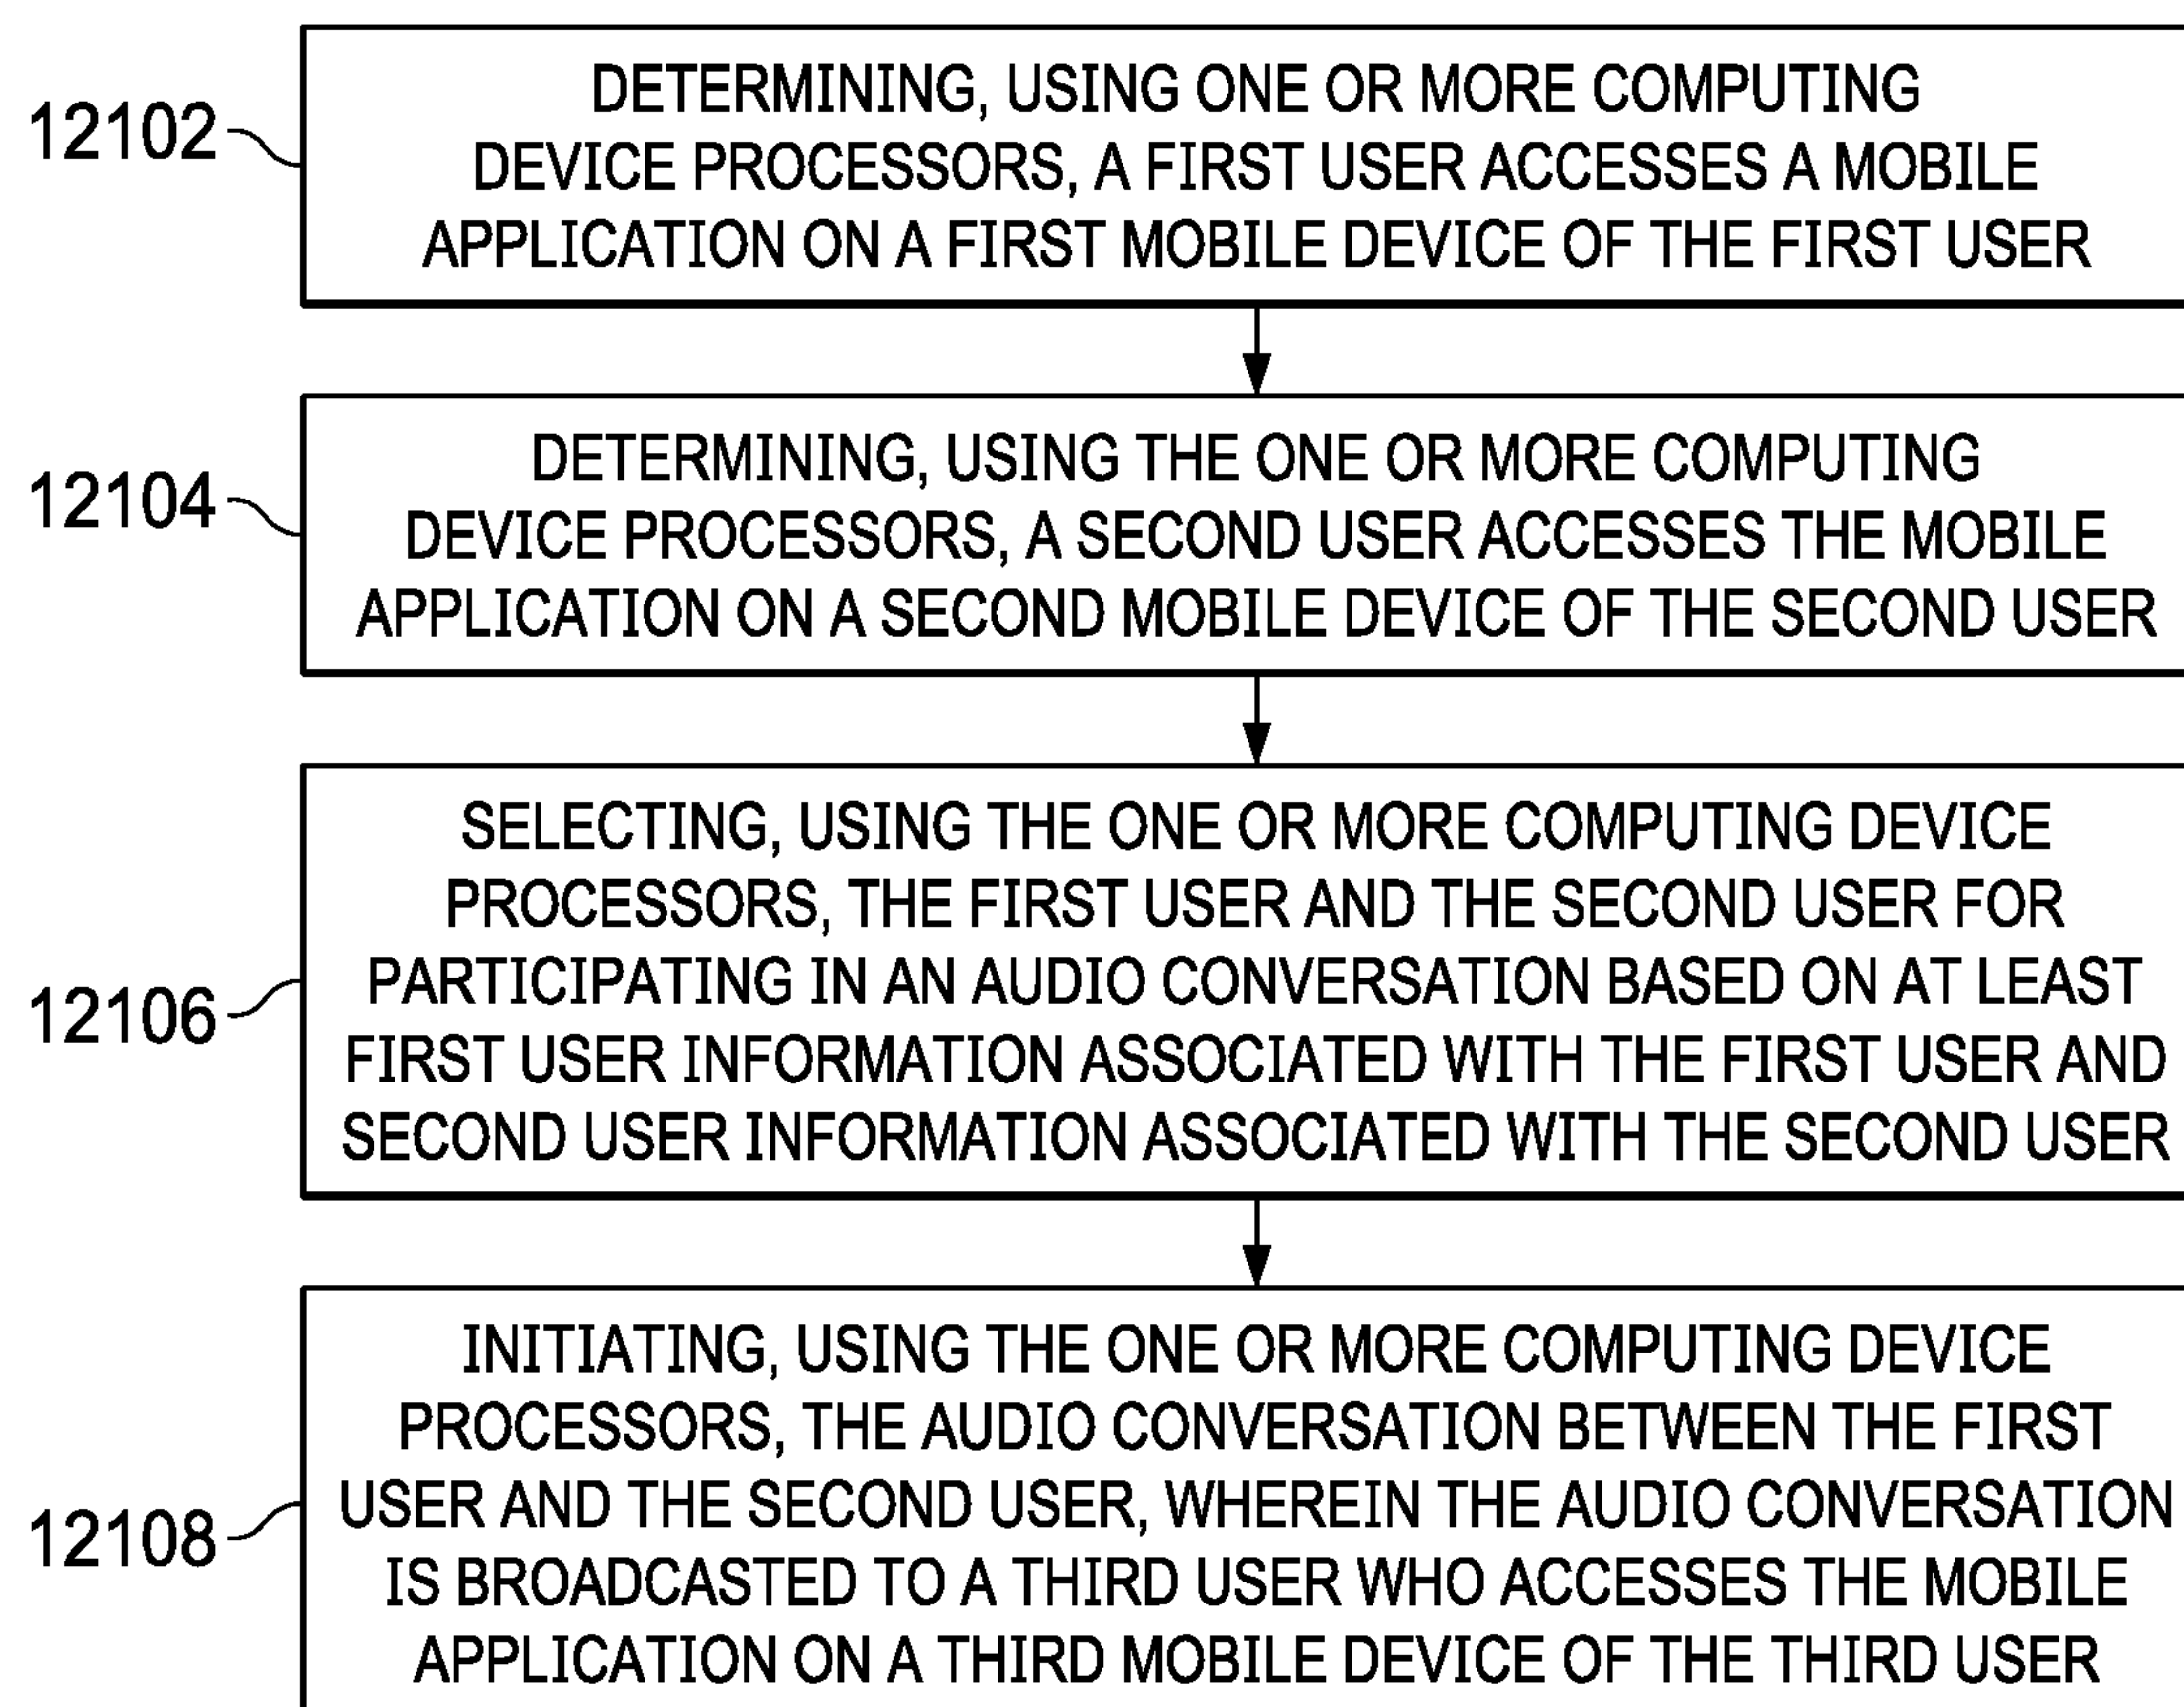 12102
DETERMINING, USING ONE OR MORE COMPUTING
DEVICE PROCESSORS, A FIRST USER ACCESSES A MOBILE
APPLICATION ON A FIRST MOBILE DEVICE OF THE FIRST USER
12104
DETERMINING, USING THE ONE OR MORE COMPUTING
DEVICE PROCESSORS, A SECOND USER ACCESSES THE MOBILE
APPLICATION ON A SECOND MOBILE DEVICE OF THE SECOND USER
12106
SELECTING, USING THE ONE OR MORE COMPUTING DEVICE
PROCESSORS, THE FIRST USER AND THE SECOND USER FOR
PARTICIPATING IN AN AUDIO CONVERSATION BASED ON AT LEAST
FIRST USER INFORMATION ASSOCIATED WITH THE FIRST USER AND
SECOND USER INFORMATION ASSOCIATED WITH THE SECOND USER
12108
INITIATING, USING THE ONE OR MORE COMPUTING DEVICE
PROCESSORS, THE AUDIO CONVERSATION BETWEEN THE FIRST
USER AND THE SECOND USER, WHEREIN THE AUDIO CONVERSATION
IS BROADCASTED TO A THIRD USER WHO ACCESSES THE MOBILE
APPLICATION ON A THIRD MOBILE DEVICE OF THE THIRD USER